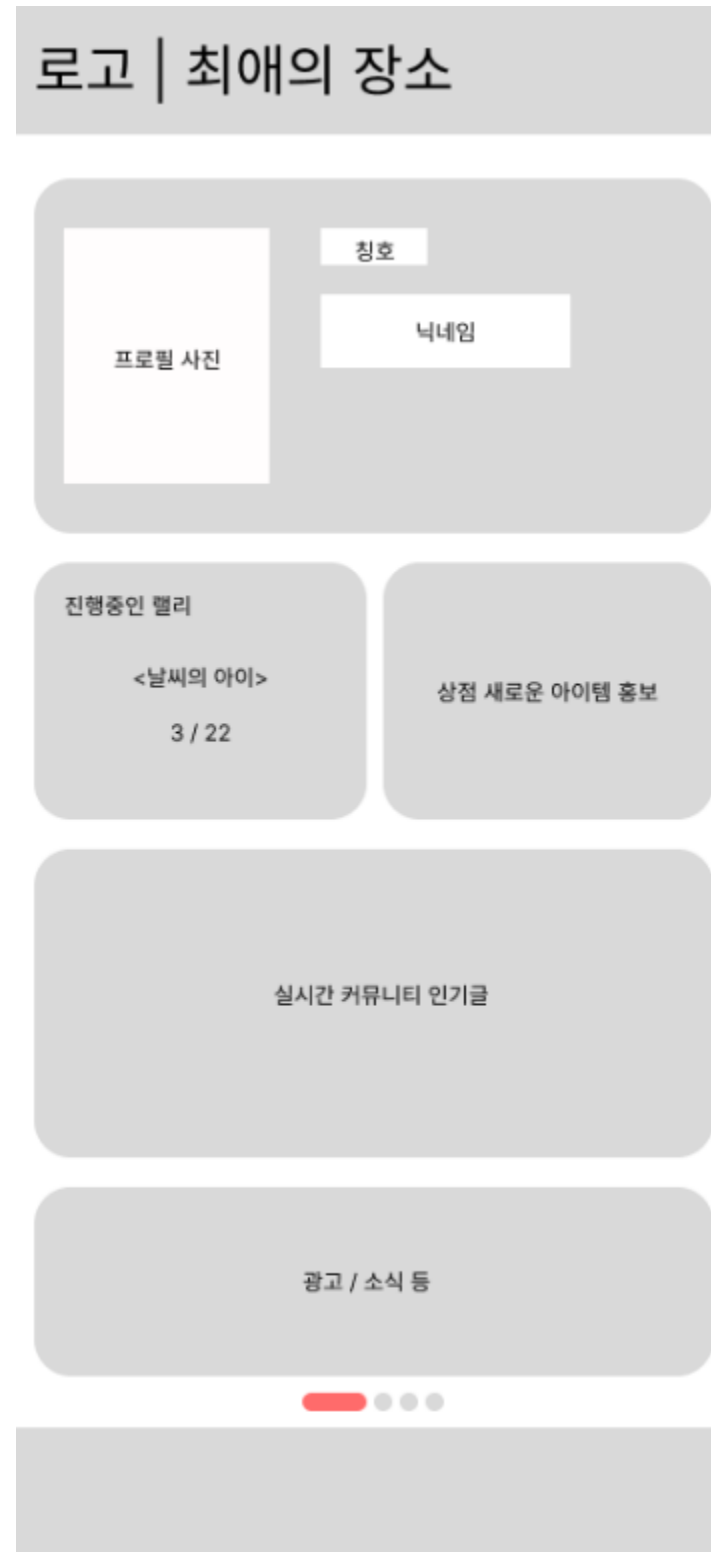 로고 | 최애의 장소
칭호
닉네임
프로필 사진
진행중인 랠리
<날씨의 아이>
3 / 22
상점 새로운 아이템 홍보
실시간 커뮤니티 인기글
광고 / 소식 등